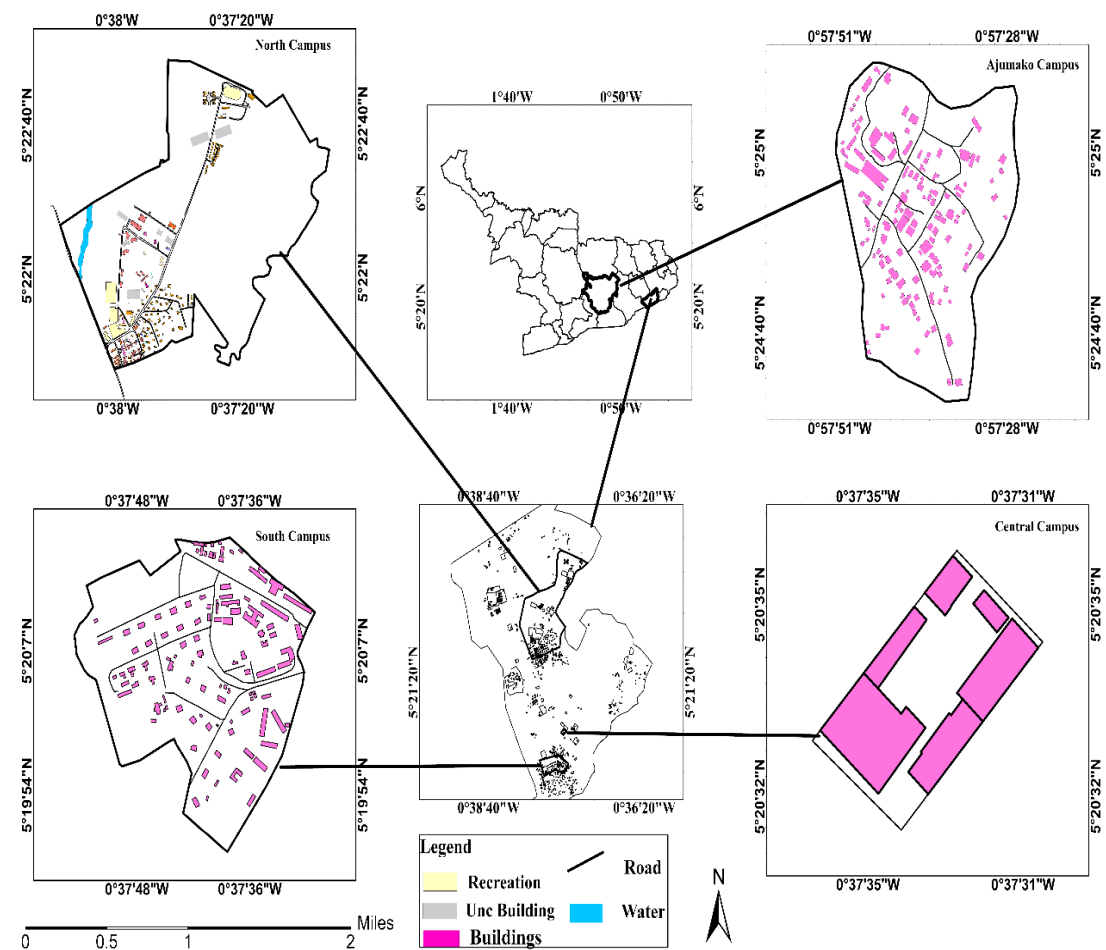 0°38'W 0°37'20"W
North Campus
5°22'40"N 5°22'40"N
5°22'N 5°22'N
0°38'W 0°37'20"W
1°40'W 0°50'W
6°N 6°N
5°20'N 5°20'N
1°40'W 0°50'W
0°57'51"W 0°57'28"W
Ajumako Campus
5°25'N 5°25'N
5°24'40"N 5°24'40"N
0°57'51"W 0°57'28"W
0°37'48"W 0°37'36"W
South Campus
5°20'7"N 5°20'7"N
5°19'54"N 5°19'54"N
0°37'48"W 0°37'36"W
0°38'40"W 0°36'20"W
5°21'20"N 5°21'20"N
0°38'40"W 0°36'20"W
0°37'35"W 0°37'31"W
Central Campus
5°20'35"N 5°20'35"N
5°20'32"N 5°20'32"N
0°37'35"W 0°37'31"W
Legend
Recreation
Unc Building
Buildings
Road
Water
N
Miles
0 0.5 1 2